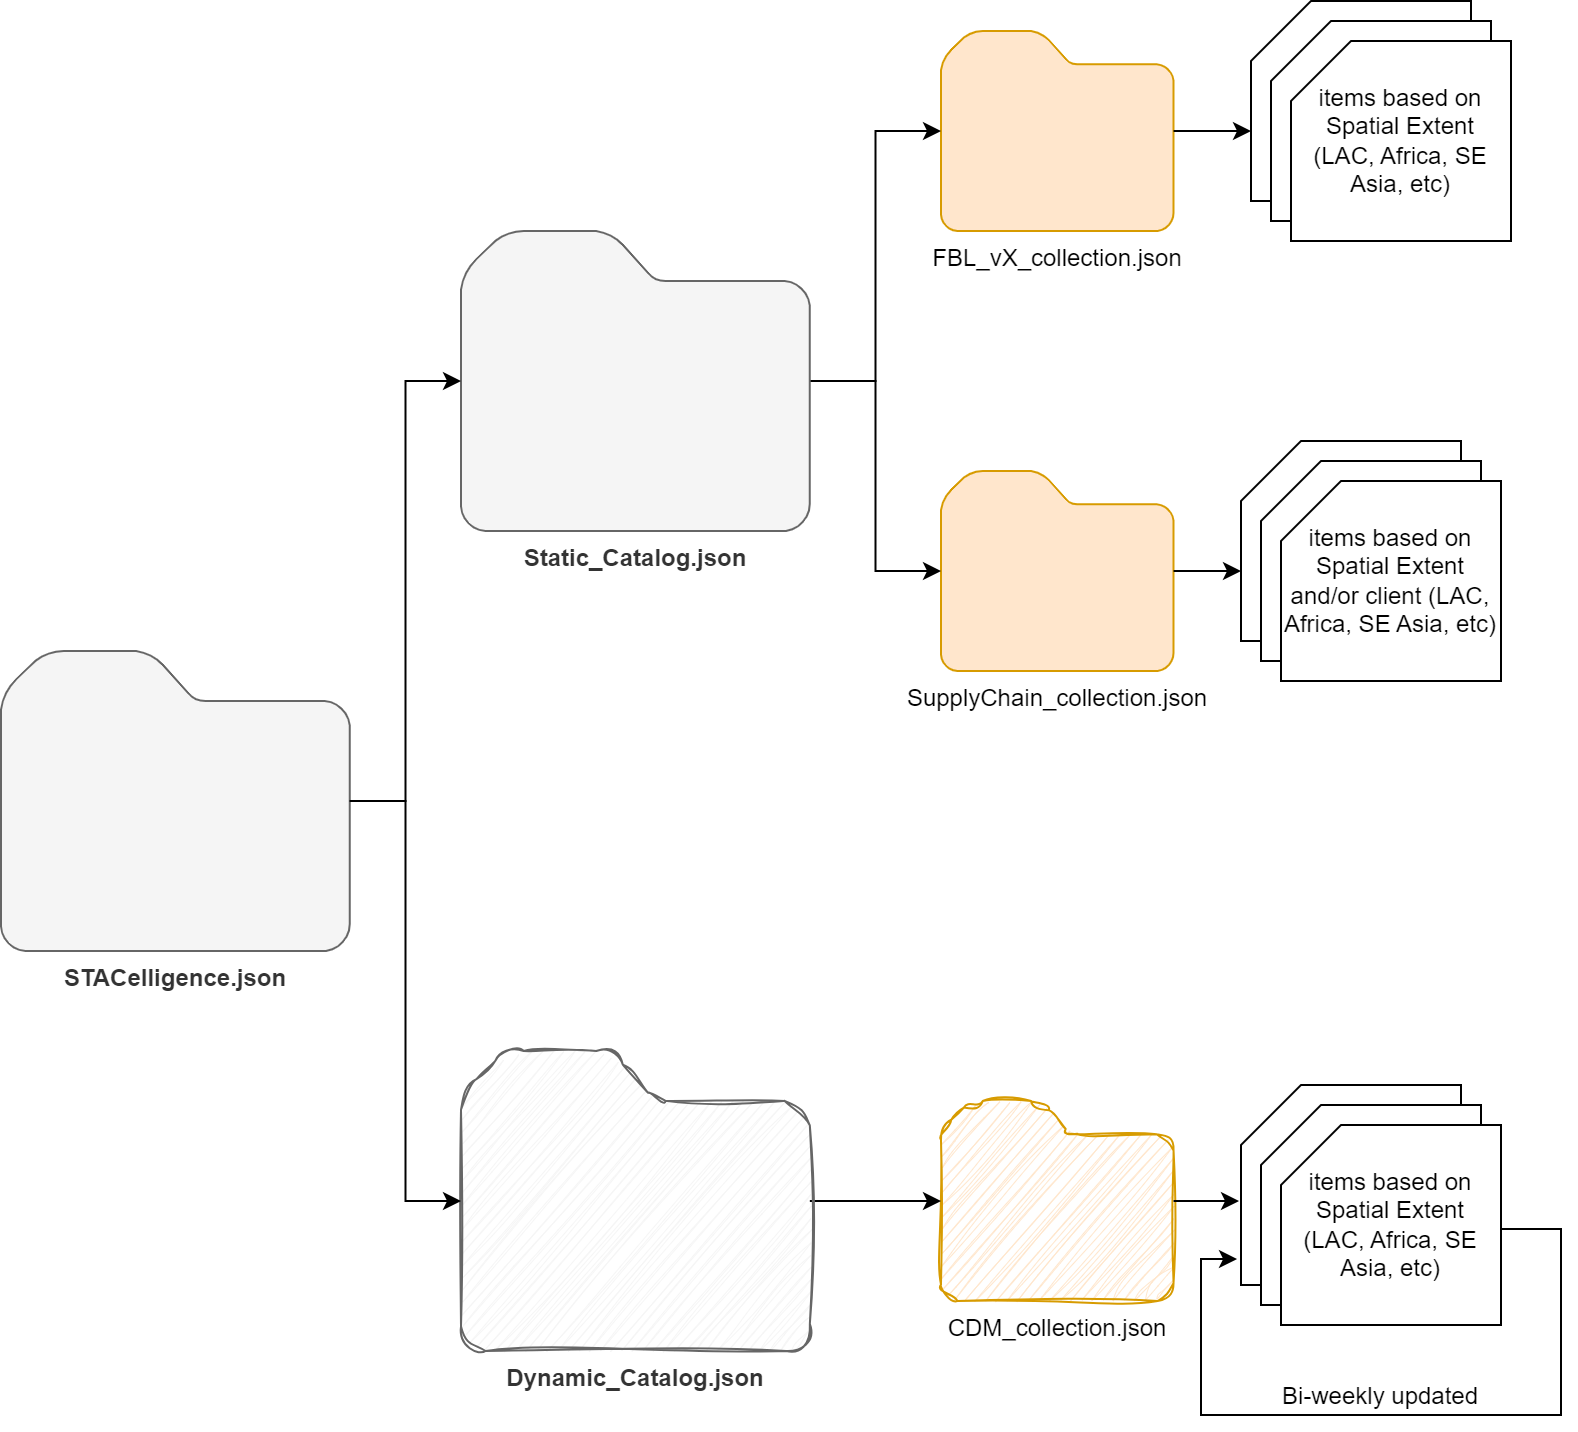 items based on
Spatial Extent
(LAC, Africa, SE
Asia, etc)
FBL_vX_collection.json
Static_Catalog.json
items based on
Spatial Extent
and/or client (LAC,
Africa, SE Asia, etc)
SupplyChain_collection.json
STACelligence.json
items based on
Spatial Extent
(LAC, Africa, SE
Asia, etc)
CDM_collection.json
Dynamic_Catalog.json
Bi-weekly updated